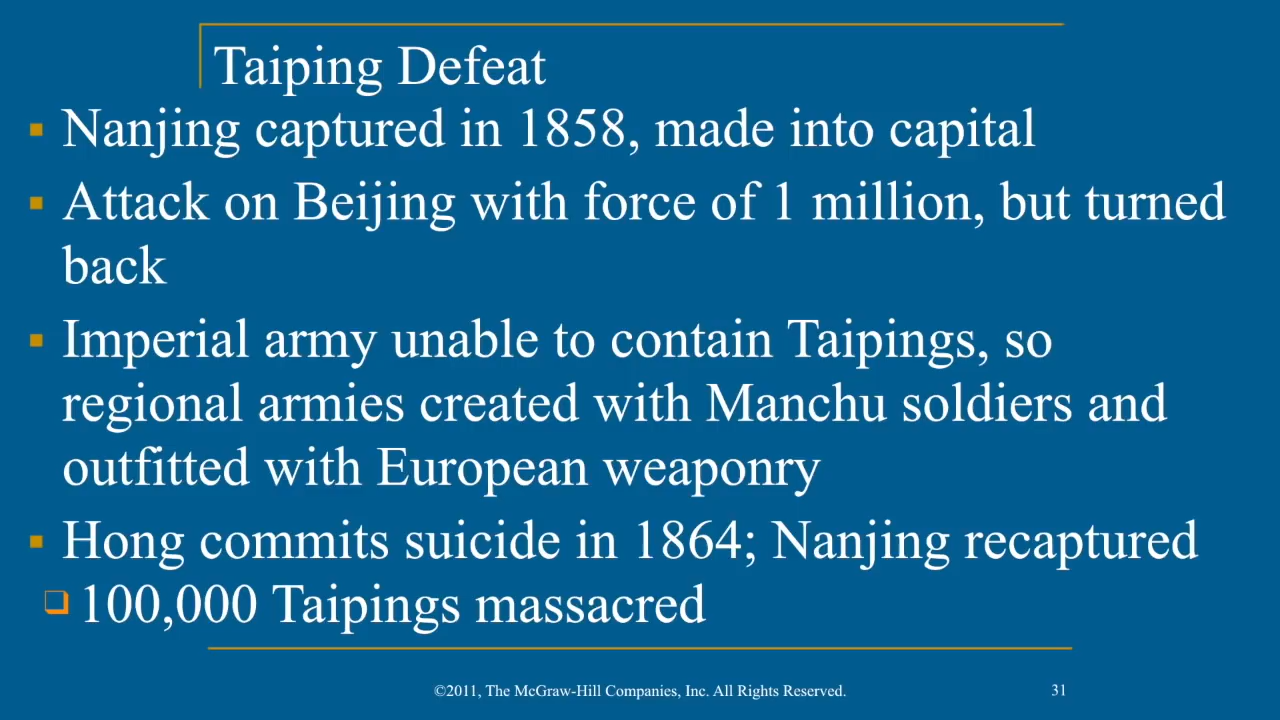 Taiping Defeat
Nanjing captured in 1858, made into capital
Attack on Beijing with force of 1 million, but turned
back
Imperial army unable to contain Taipings, so
regional armies created with Manchu soldiers and
outfitted with European weaponry
Hong commits suicide in 1864; Nanjing recaptured
100,000 Taipings massacred
©2011, The McGraw-Hill Companies, Inc. All Rights Reserved.
31